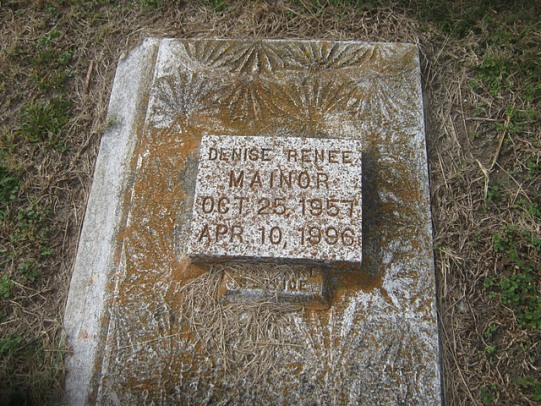 DENISE RENEE
MAINOR
OCT. 25, 1957
APR. 10, 1996